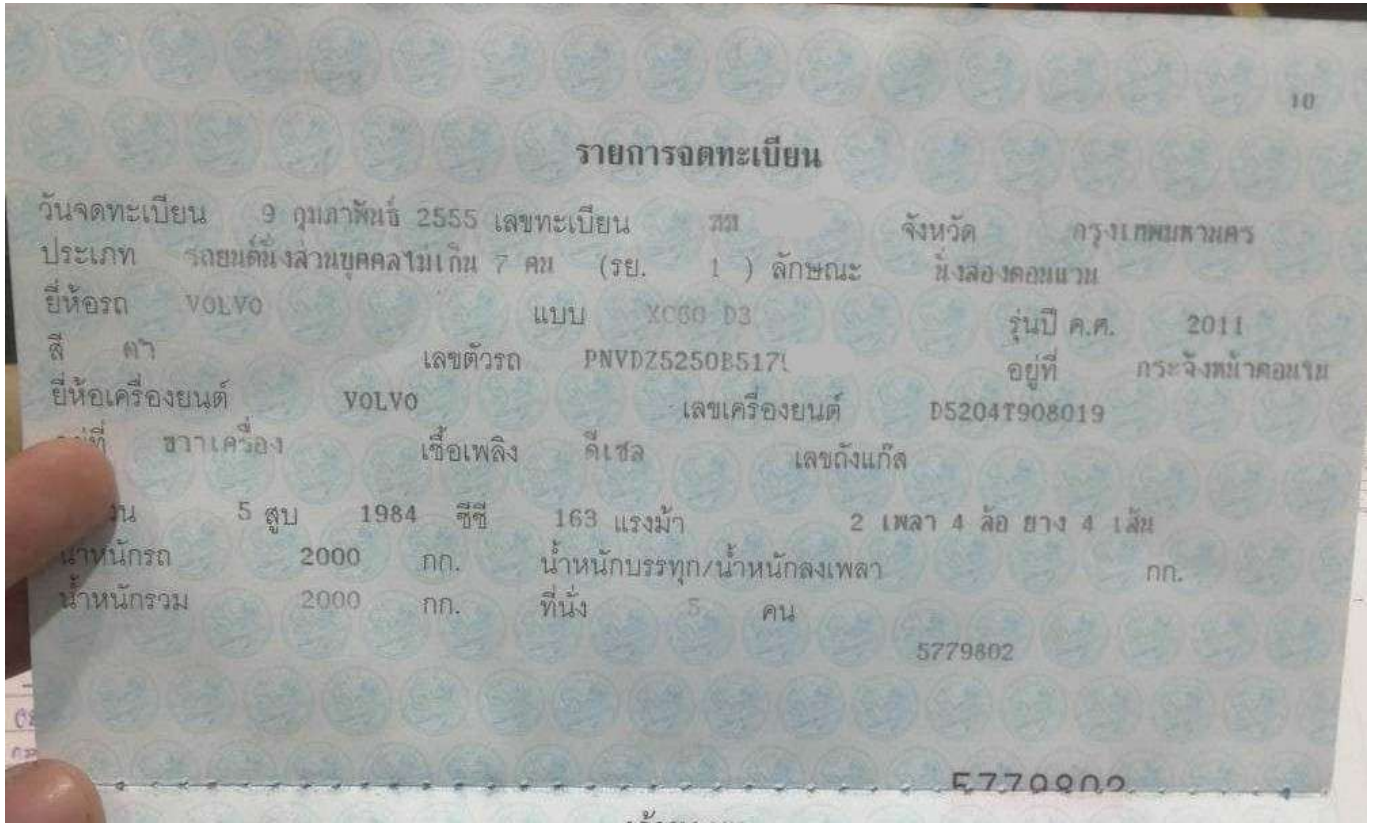 10
รายการจดทะเบียน
วันจดทะเบียน 9 กุมภาพันธ์ 2555 เลขทะเบียน จังหวัด กรุงเทพมหานคร
ประเภท รถยนต์นั่งส่วนบุคคลไม่เกิน 7 คน (รย. 1 ) ลักษณะ นั่งสองตอนแวน
ยี่ห้อรถ VOLVO แบบ XC60 D3 รุ่นปี ค.ศ. 2011
สี ดำ เลขตัวรถ PNVDZ5250B517 อยู่ที่ กระจังหน้าตอนใน
ยี่ห้อเครื่องยนต์ VOLVO เลขเครื่องยนต์ D5204T908019
ขวาเครื่อง เชื้อเพลิง ดีเซล เลขถังแก๊ส
5 สูบ 1984 ซีซี 163 แรงม้า 2 เพลา 4 ล้อ ยาง 4 เส้น
น้ำหนักรถ 2000 กก. น้ำหนักบรรทุก/น้ำหนักลงเพลา กก.
น้ำหนักรวม 2000 กก. ที่นั่ง 5 คน
5779802
5779802